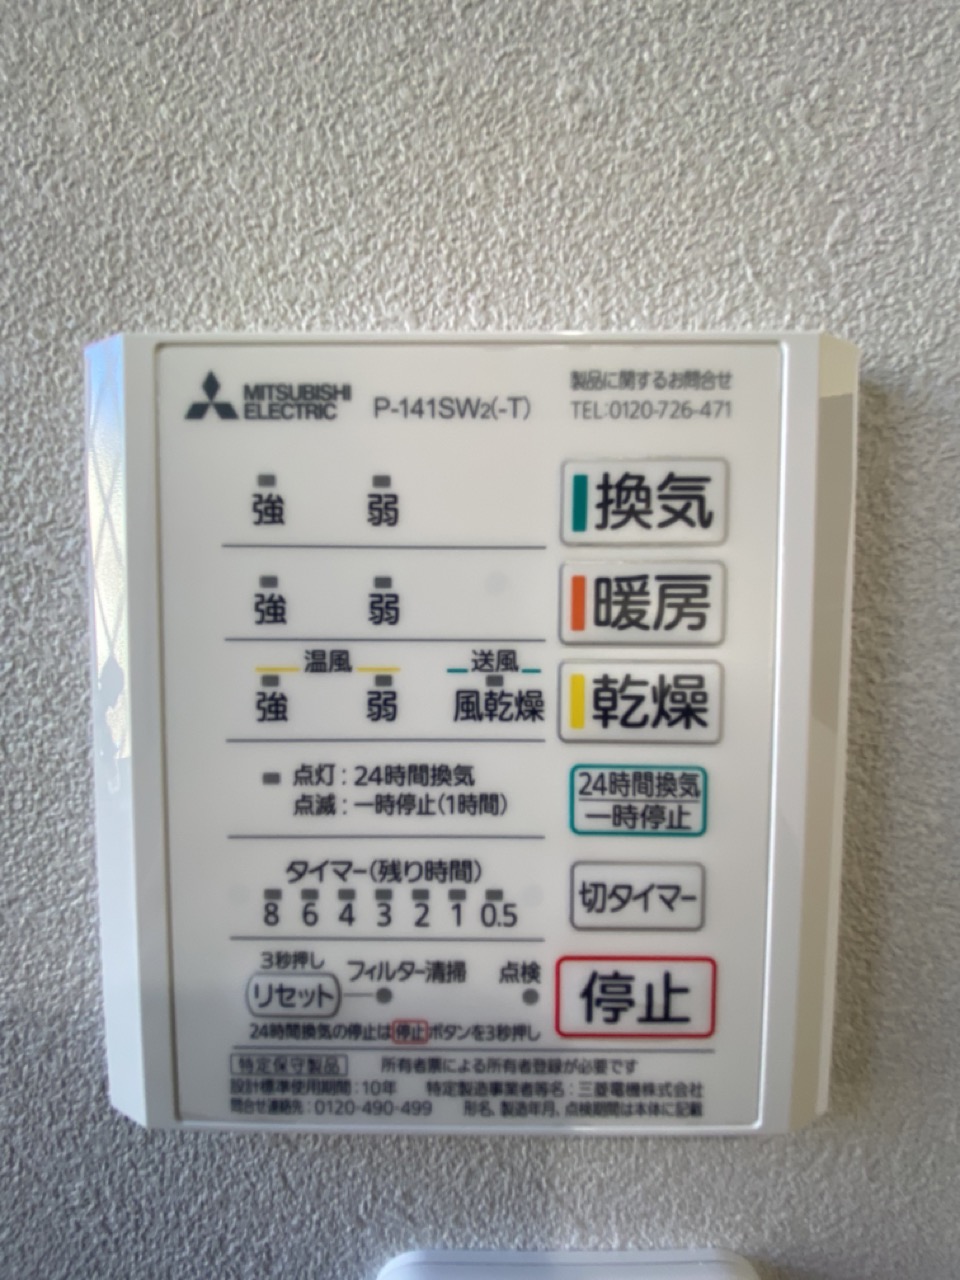 MITSUBISHI
ELECTRIC
P-141SW2(-T)
製品に関するお問合せ
TEL:0120-726-471
強 弱 換気
強 弱 暖房
温風 送風
強 弱 風乾燥 乾燥
点灯:24時間換気
点滅:一時停止(1時間)
24時間換気
一時停止
タイマー(残り時間)
8 6 4 3 2 1 0.5
切タイマー
3秒押し
リセット フィルター清掃 点検
停止
24時間換気の停止は停止ボタンを3秒押し
特定保守製品 所有者票による所有者登録が必要です
設計標準使用期間:10年 特定製造事業者等名:三菱電機株式会社
問合せ連絡先:0120-490-499 形名、製造年月、点検期間は本体に記載